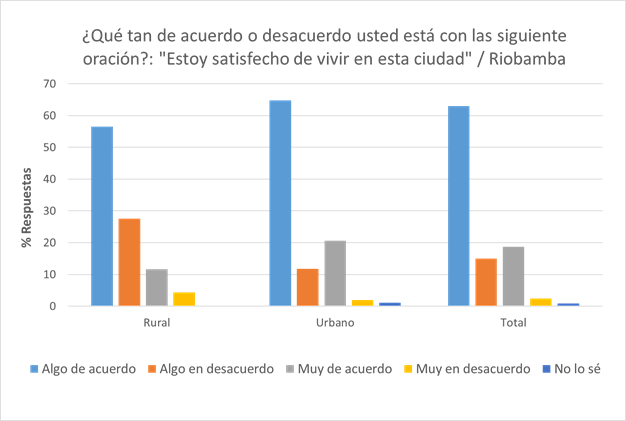 ¿Qué tan de acuerdo o desacuerdo usted está con las siguiente
oración?: "Estoy satisfecho de vivir en esta ciudad" / Riobamba
70
60
50
40
30
20
10
0
% Respuestas
Rural
Urbano
Total
Algo de acuerdo
Algo en desacuerdo
Muy de acuerdo
Muy en desacuerdo
No lo sé